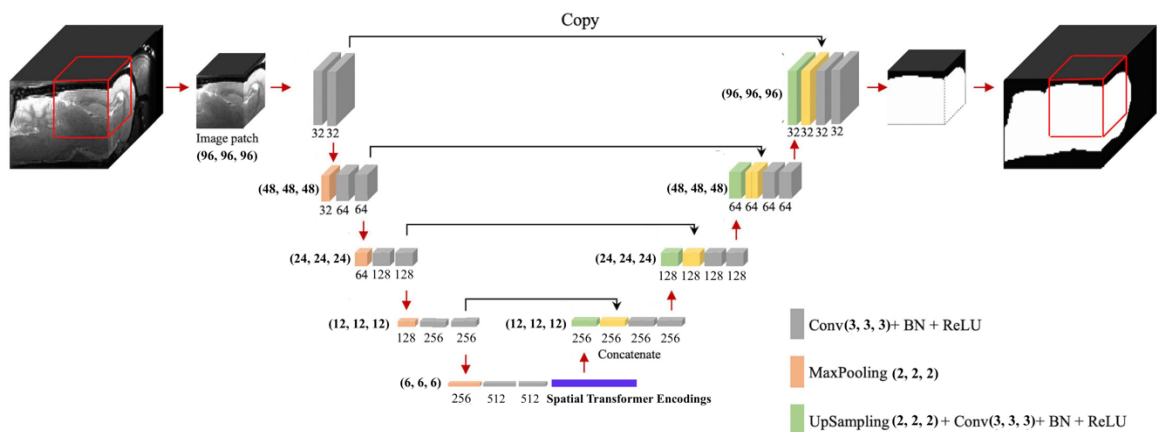 Copy
Image patch
(96, 96, 96)
32 32
(96, 96, 96)
32 32 32 32
(48, 48, 48)
32 64 64
(48, 48, 48)
64 64 64 64
(24, 24, 24)
64 128 128
(24, 24, 24)
128 128 128 128
(12, 12, 12)
128 256 256
(12, 12, 12)
256 256 256 256
Concatenate
(6, 6, 6)
256 512 512
Spatial Transformer Encodings
Conv(3, 3, 3)+ BN + ReLU
MaxPooling (2, 2, 2)
UpSampling (2, 2, 2) + Conv(3, 3, 3)+ BN + ReLU